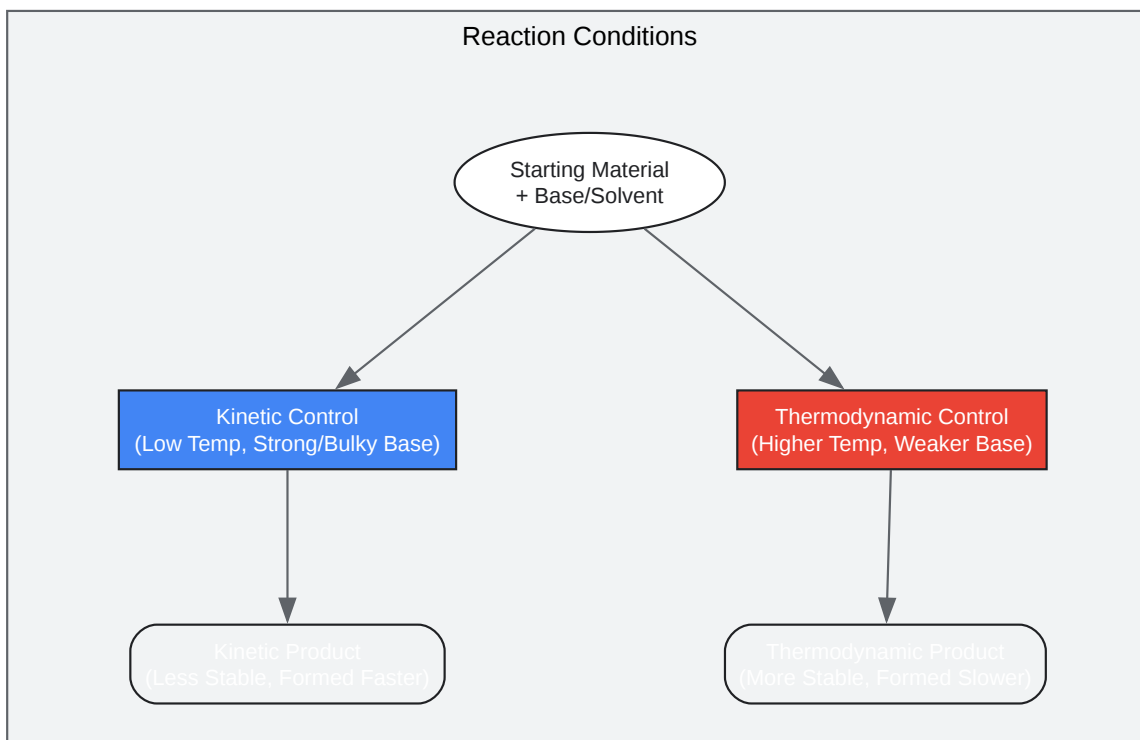 Reaction Conditions
Starting Material
+ Base/Solvent
Kinetic Control
(Low Temp, Strong/Bulky Base)
Thermodynamic Control
(Higher Temp, Weaker Base)
Kinetic Product
(Less Stable, Formed Faster)
Thermodynamic Product
(More Stable, Formed Slower)